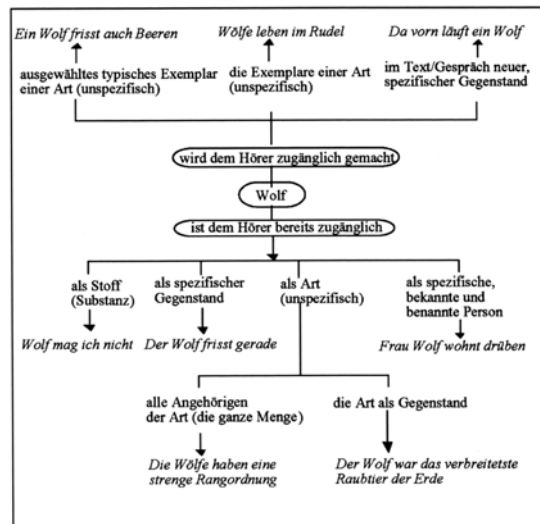 Ein Wolf frisst auch Beeren
Wölfe leben im Rudel
Da vorn läuft ein Wolf
ausgewähltes typisches Exemplar
einer Art (unspezifisch)
die Exemplare einer Art
(unspezifisch)
im Text/Gespräch neuer,
spezifischer Gegenstand
wird dem Hörer zugänglich gemacht
Wolf
ist dem Hörer bereits zugänglich
als Stoff
(Substanz)
als spezifischer
Gegenstand
als Art
(unspezifisch)
als spezifische,
bekannte und
benannte Person
Wolf mag ich nicht
Der Wolf frisst gerade
Frau Wolf wohnt drüben
alle Angehörigen
der Art (die ganze Menge)
die Art als Gegenstand
Die Wölfe haben eine
strenge Rangordnung
Der Wolf war das verbreitetste
Raubtier der Erde